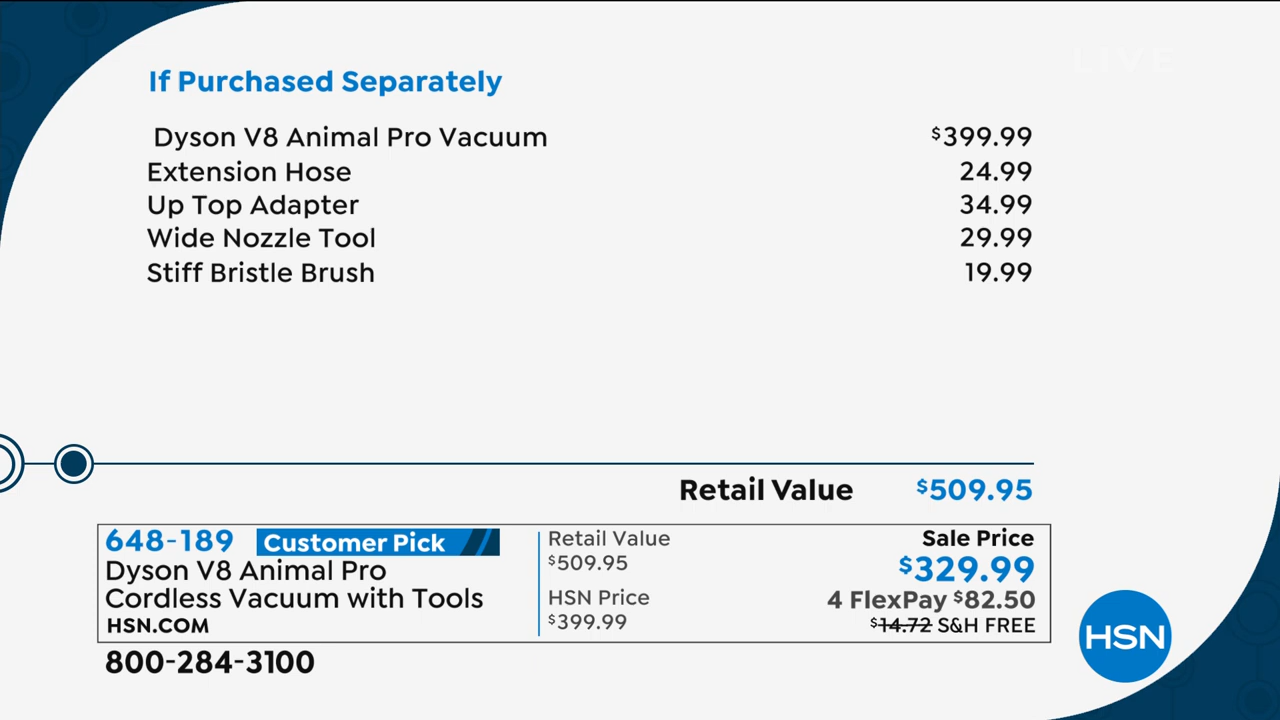 LIVE
If Purchased Separately
Dyson V8 Animal Pro Vacuum $399.99
Extension Hose 24.99
Up Top Adapter 34.99
Wide Nozzle Tool 29.99
Stiff Bristle Brush 19.99
Retail Value $509.95
648-189 Customer Pick
Dyson V8 Animal Pro
Cordless Vacuum with Tools
HSN.COM
Retail Value
$509.95
HSN Price
$399.99
Sale Price
$329.99
4 FlexPay $82.50
$14.72 S&H FREE
HSN
800-284-3100